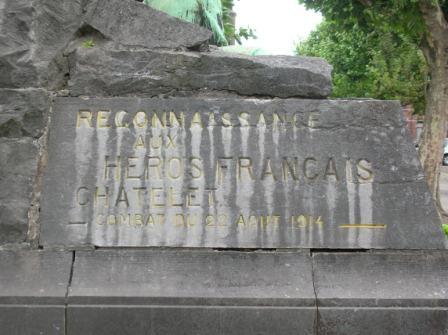 RECONNAISSANCE
AUX
HEROS FRANCAIS
CHATELET.
— COMBAT DU 22 AOUT 1914 —